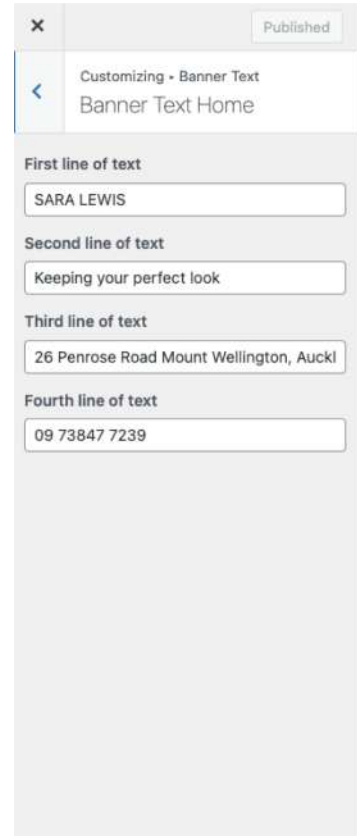 Published
Customizing • Banner Text
Banner Text Home
First line of text
SARA LEWIS
Second line of text
Keeping your perfect look
Third line of text
26 Penrose Road Mount Wellington, Auckl
Fourth line of text
09 73847 7239